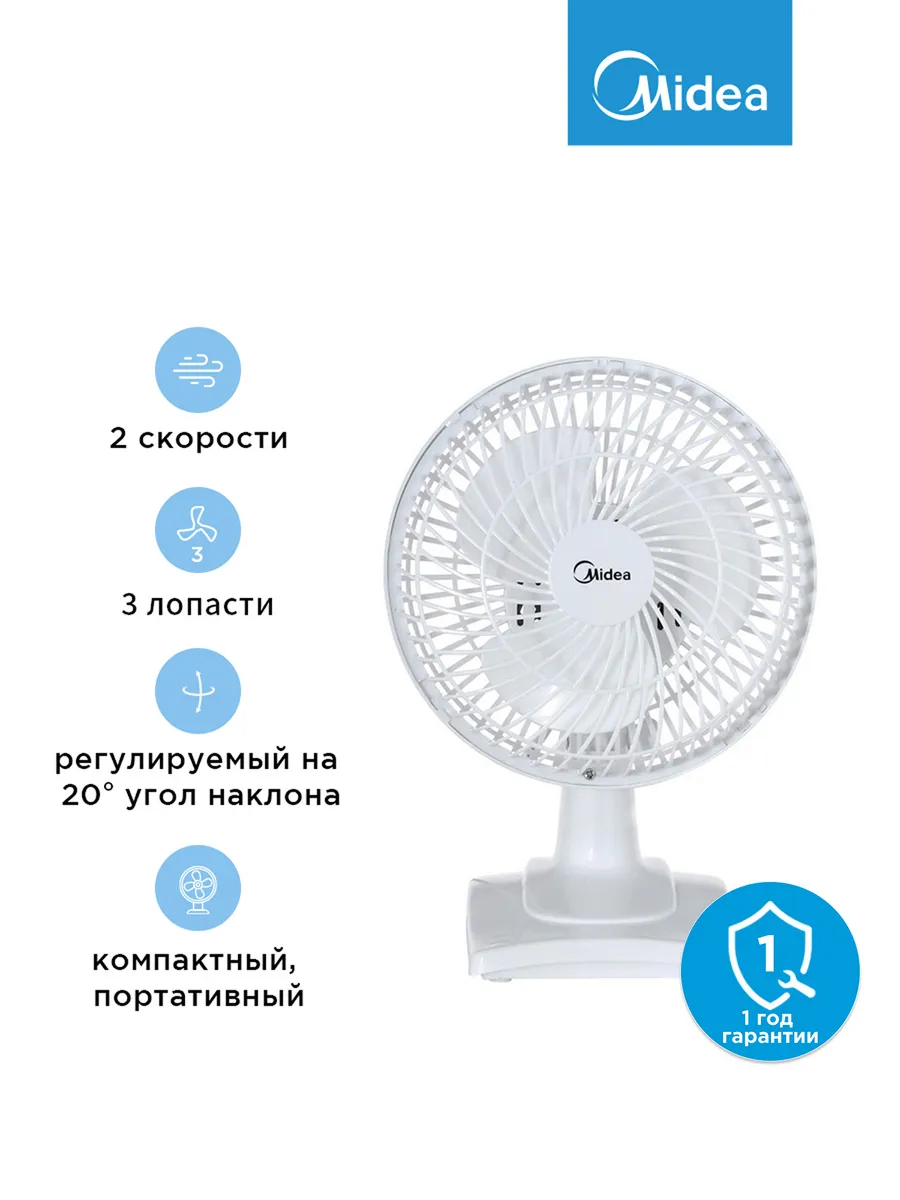 Midea
2 скорости
3
3 лопасти
регулируемый на
20° угол наклона
компактный,
портативный
Midea
1
1 год
гарантии